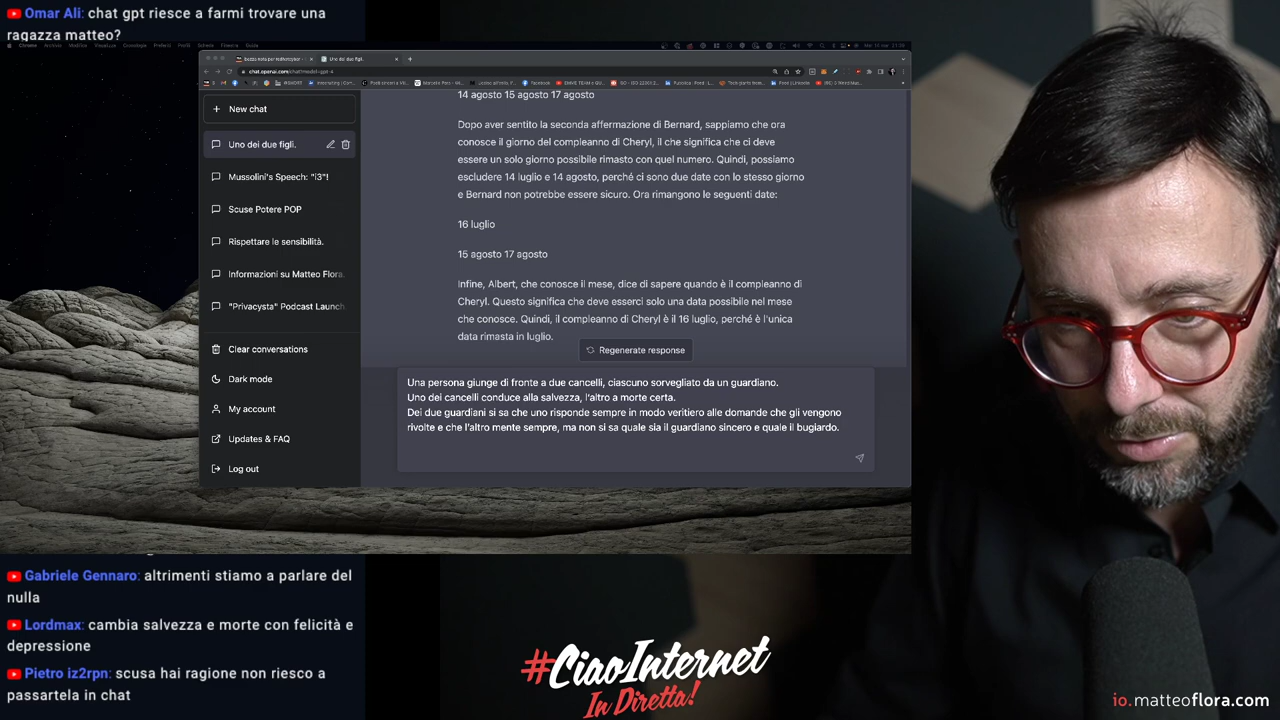 Omar Ali: chat gpt riesce a farmi trovare una
ragazza matteo?
Uno dei due figli.
chat.openai.com/chat?model=gpt-4
New chat
Uno dei due figli.
Mussolini's Speech: "i3"!
Scuse Potere POP
Rispettare le sensibilità.
Informazioni su Matteo Flora.
"Privacysta" Podcast Launch
Clear conversations
Dark mode
My account
Updates & FAQ
Log out
14 agosto 15 agosto 17 agosto
Dopo aver sentito la seconda affermazione di Bernard, sappiamo che ora
conosce il giorno del compleanno di Cheryl, il che significa che ci deve
essere un solo giorno possibile rimasto con quel numero. Quindi, possiamo
escludere 14 luglio e 14 agosto, perché ci sono due date con lo stesso giorno
e Bernard non potrebbe essere sicuro. Ora rimangono le seguenti date:
16 luglio
15 agosto 17 agosto
Infine, Albert, che conosce il mese, dice di sapere quando è il compleanno di
Cheryl. Questo significa che deve esserci solo una data possibile nel mese
che conosce. Quindi, il compleanno di Cheryl è il 16 luglio, perché è l'unica
data rimasta in luglio.
Regenerate response
Una persona giunge di fronte a due cancelli, ciascuno sorvegliato da un guardiano.
Uno dei cancelli conduce alla salvezza, l'altro a morte certa.
Dei due guardiani si sa che uno risponde sempre in modo veritiero alle domande che gli vengono
rivolte e che l'altro mente sempre, ma non si sa quale sia il guardiano sincero e quale il bugiardo.
Gabriele Gennaro: altrimenti stiamo a parlare del
nulla
Lordmax: cambia salvezza e morte con felicità e
depressione
Pietro iz2rpn: scusa hai ragione non riesco a
passartela in chat
#CiaoInternet
In Diretta!
io.matteoflora.com